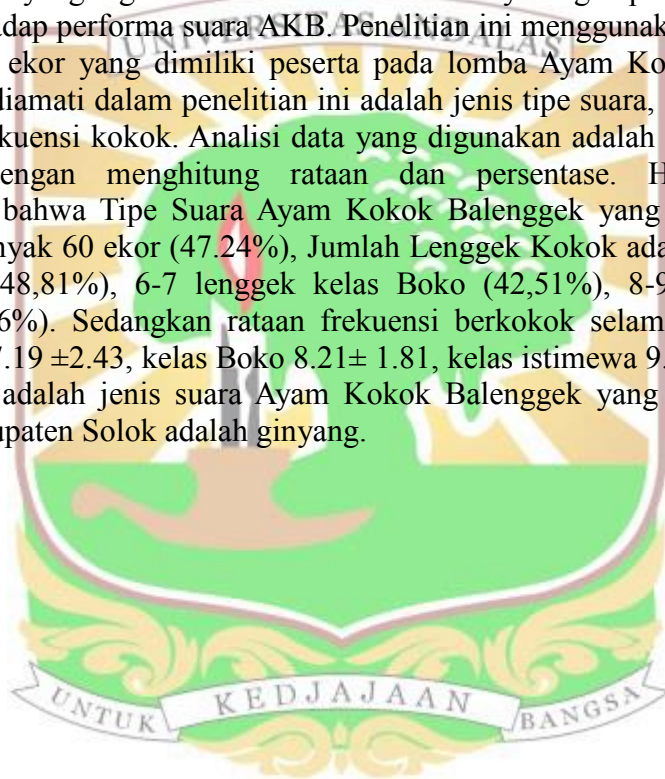 adap performa suara AKB. Penelitian ini menggunak
UNIVERSITAS ANDALAS
ekor yang dimiliki peserta pada lomba Ayam Ko
liamati dalam penelitian ini adalah jenis tipe suara,
kuensi kokok. Analisi data yang digunakan adalah
engan menghitung rataan dan persentase. H
bahwa Tipe Suara Ayam Kokok Balenggek yang
nyak 60 ekor (47.24%), Jumlah Lenggek Kokok ada
48,81%), 6-7 lenggek kelas Boko (42,51%), 8-9
6%). Sedangkan rataan frekuensi berkokok selam
7.19 ±2.43, kelas Boko 8.21± 1.81, kelas istimewa 9.
adalah jenis suara Ayam Kokok Balenggek yang
upaten Solok adalah ginyang.
UNTUK KEDJAJAAN BANGSA